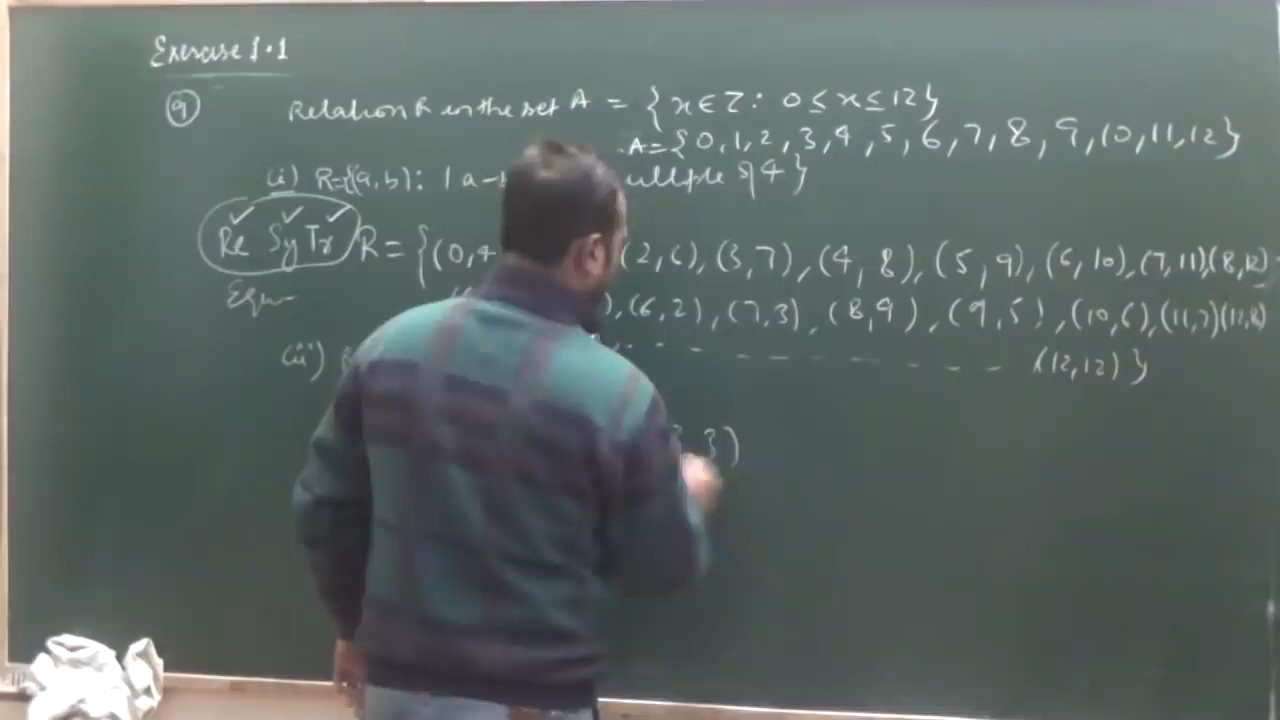 Exercise 1.1
(9) Relation R in the set A = {x∈Z: 0≤x≤12}
A={0,1,2,3,4,5,6,7,8,9,10,11,12}
(i) R={(a,b): |a- ultiple of 4}
Re ✓ Sy ✓ Tr ✓ R={(0,4 (2,6),(3,7),(4,8),(5,9),(6,10),(7,11)(8,12)
Equ ),(6,2),(7,3),(8,4),(9,5),(10,6),(11,7)(12,8)
(ii) - - - - - - - - - (12,12)}
3)